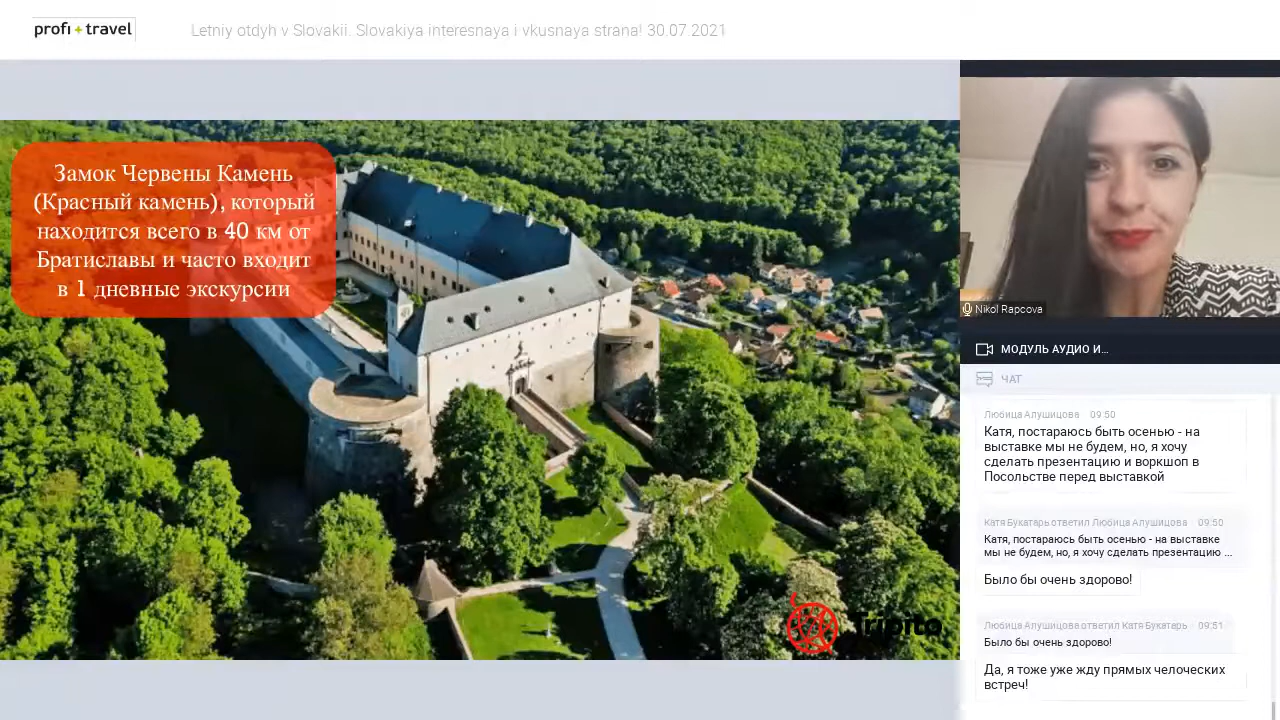 profi + travel
Letniy otdyh v Slovakii. Slovakiya interesnaya i vkusnaya strana! 30.07.2021
Замок Червены Камень
(Красный камень), который
находится всего в 40 км от
Братиславы и часто входит
в 1 дневные экскурсии
Tripito
Nikol Rapcova
МОДУЛЬ АУДИО И...
ЧАТ
Любица Алушицова 09:50
Катя, постараюсь быть осенью - на
выставке мы не будем, но, я хочу
сделать презентацию и воркшоп в
Посольстве перед выставкой
Катя Букатарь ответил Любица Алушицова 09:50
Катя, постараюсь быть осенью - на выставке
мы не будем, но, я хочу сделать презентацию ...
Было бы очень здорово!
Любица Алушицова ответил Катя Букатарь 09:51
Было бы очень здорово!
Да, я тоже уже жду прямых челоческих
встреч!